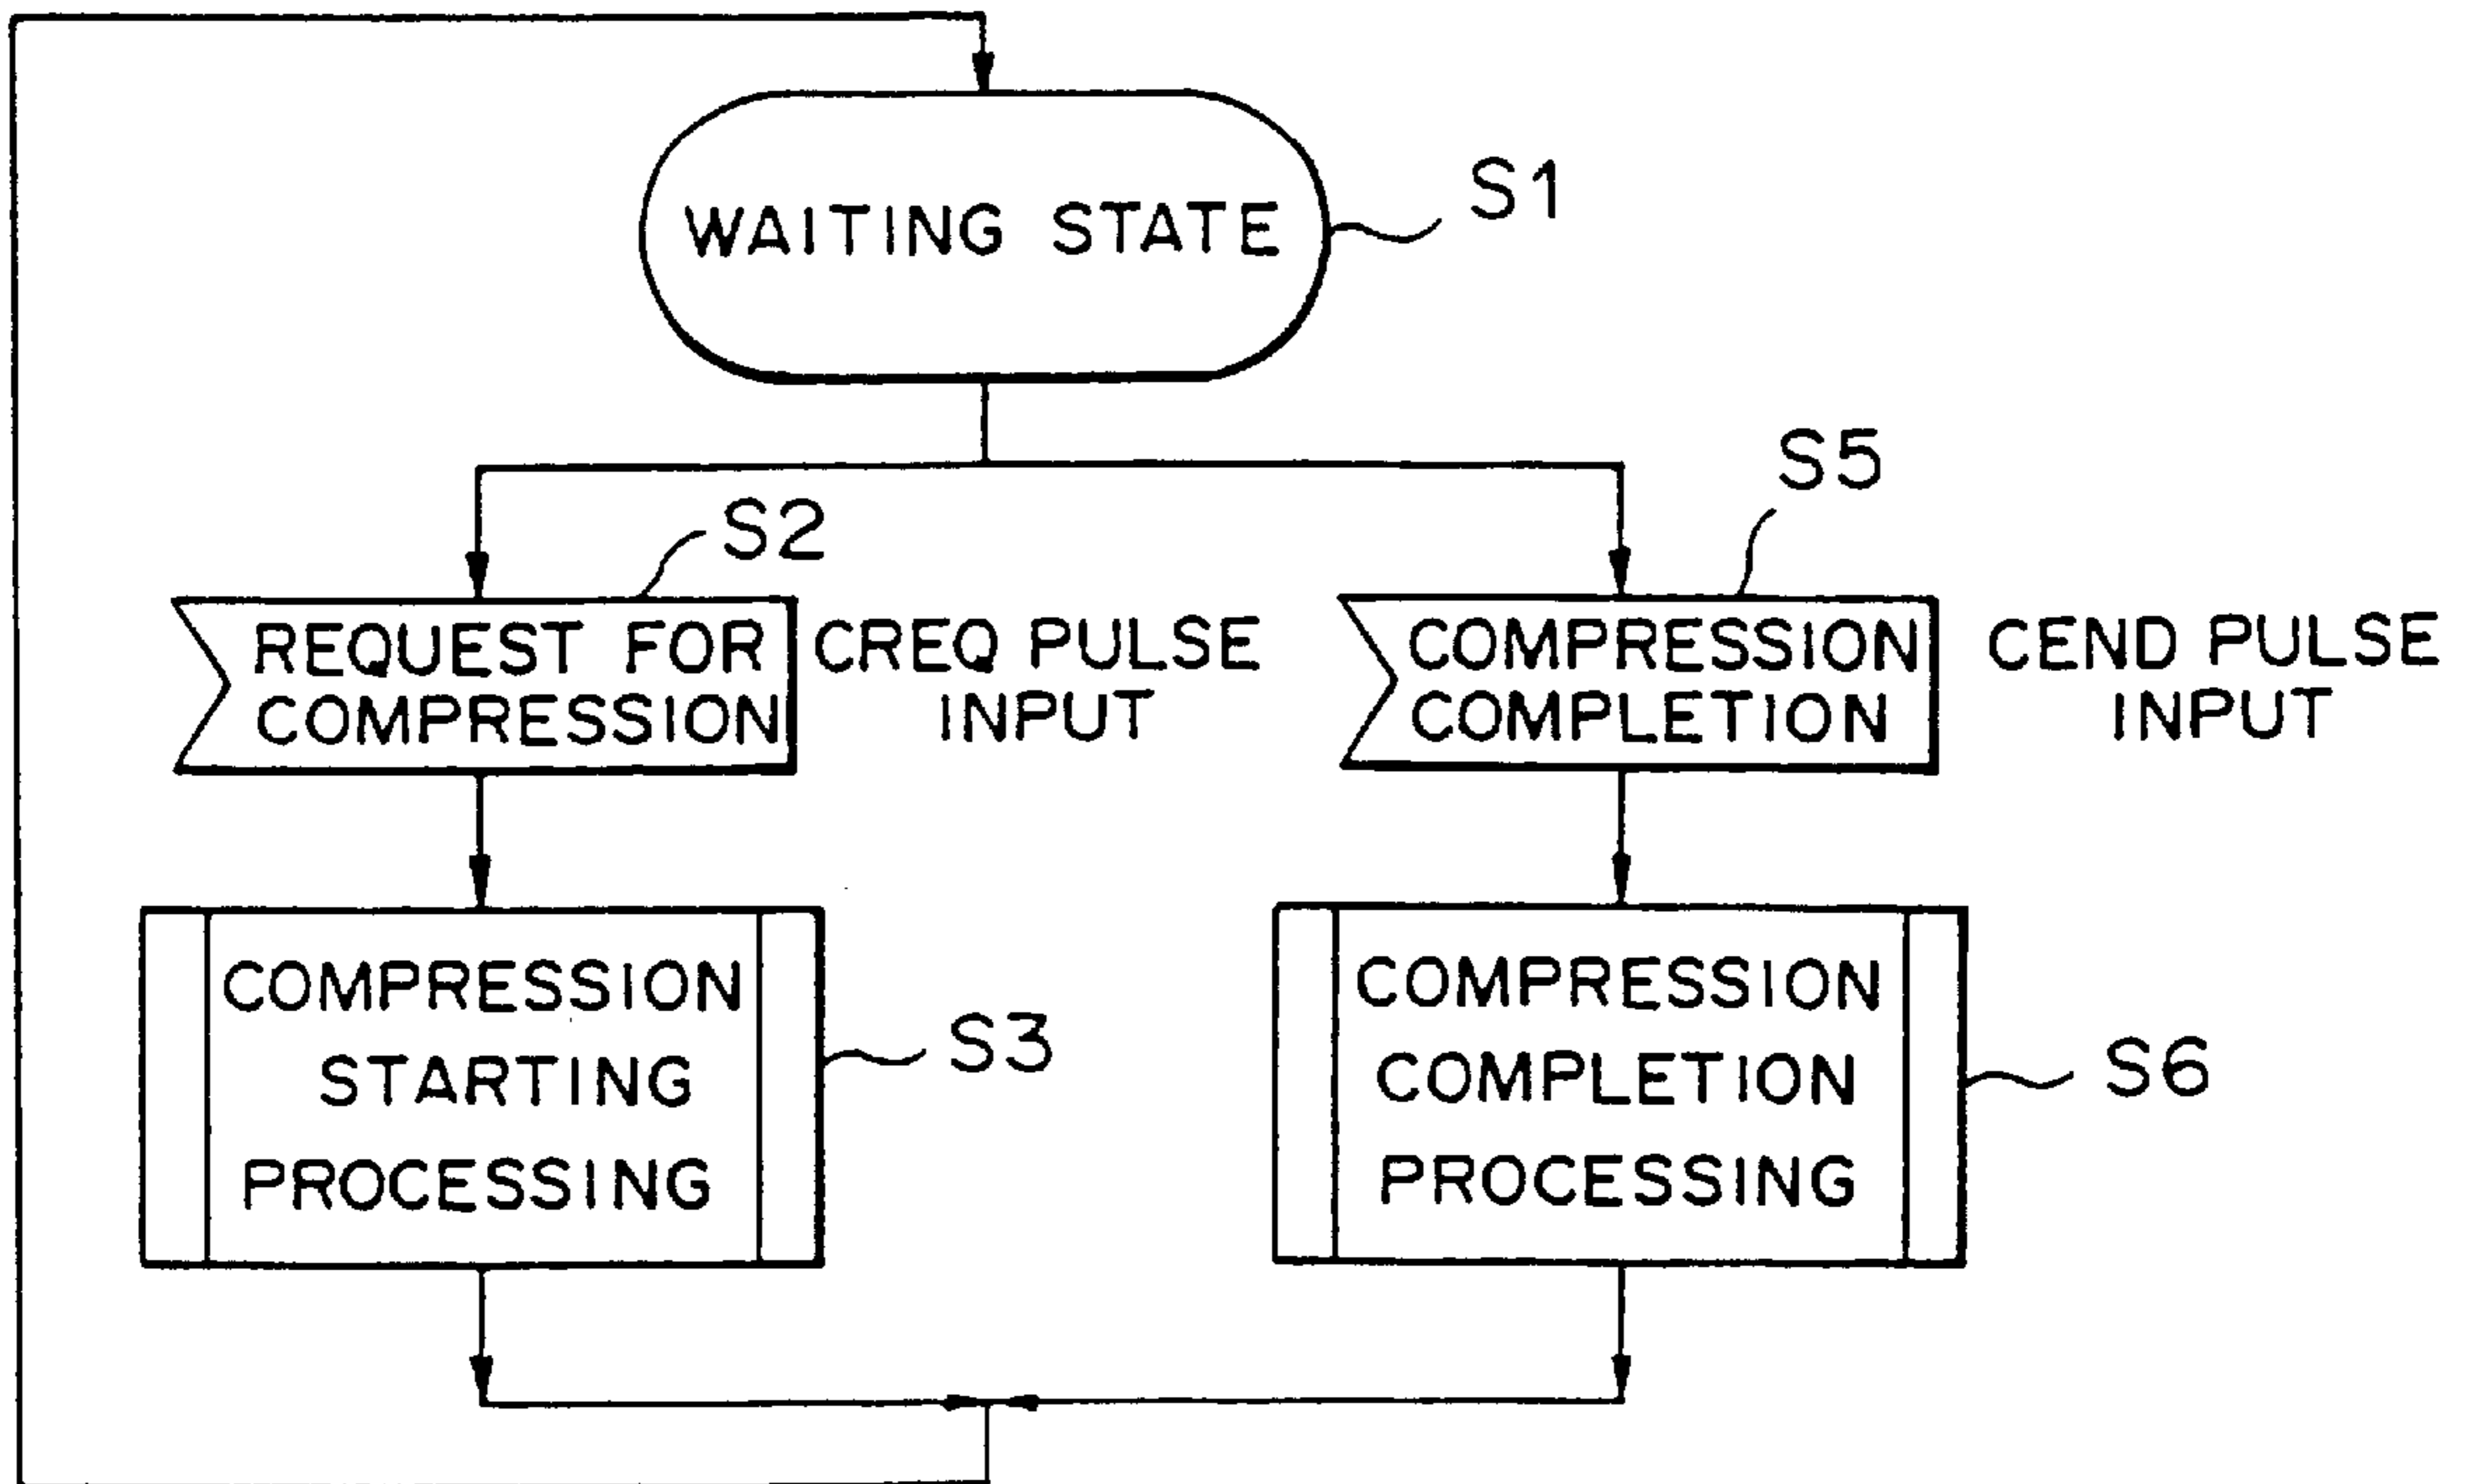 WAITING STATE
S1
S2
REQUEST FOR
COMPRESSION
CREQ PULSE
INPUT
S5
COMPRESSION
COMPLETION
CEND PULSE
INPUT
COMPRESSION
STARTING
PROCESSING
S3
COMPRESSION
COMPLETION
PROCESSING
S6